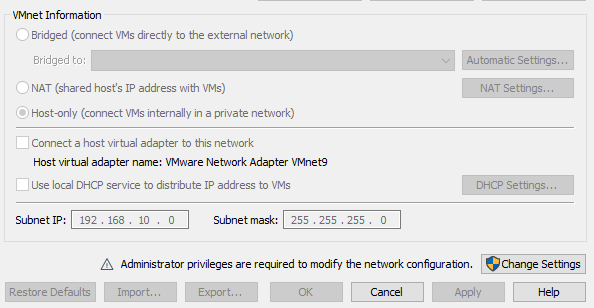 VMnet Information
Bridged (connect VMs directly to the external network)
Bridged to:
Automatic Settings...
NAT (shared host's IP address with VMs)
NAT Settings...
Host-only (connect VMs internally in a private network)
Connect a host virtual adapter to this network
Host virtual adapter name: VMware Network Adapter VMnet9
Use local DHCP service to distribute IP address to VMs
DHCP Settings...
Subnet IP: 192 . 168 . 10 . 0 Subnet mask: 255 . 255 . 255 . 0
Administrator privileges are required to modify the network configuration.
Change Settings
Restore Defaults Import... Export... OK Cancel Apply Help